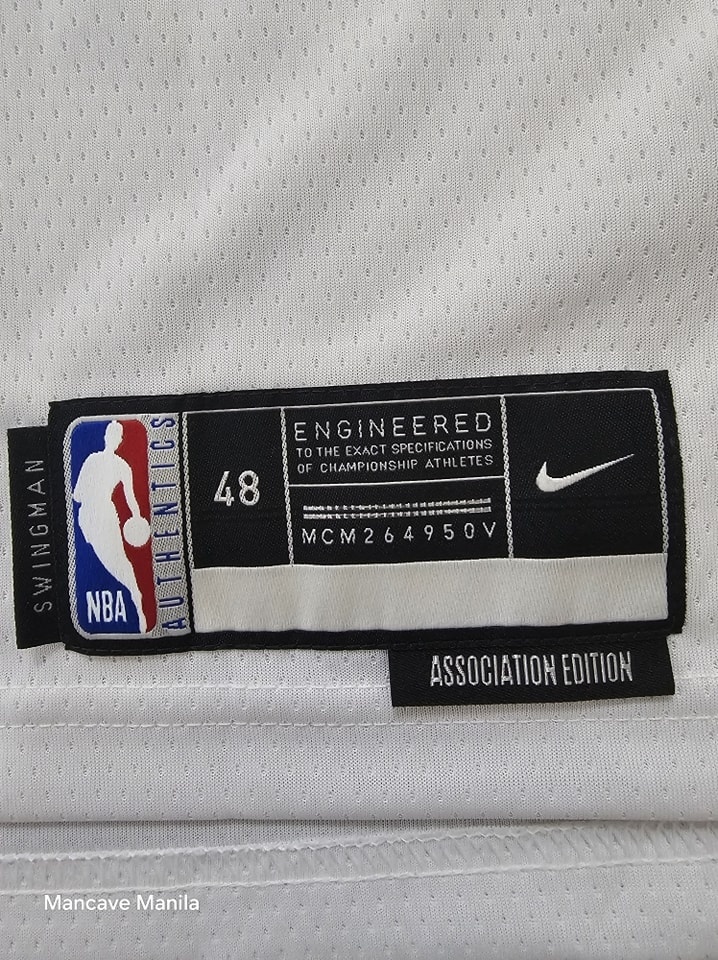 SWINGMAN
NBA
AUTHENTICS
48
ENGINEERED
TO THE EXACT SPECIFICATIONS
OF CHAMPIONSHIP ATHLETES
MCM264950V
ASSOCIATION EDITION
Mancave Manila